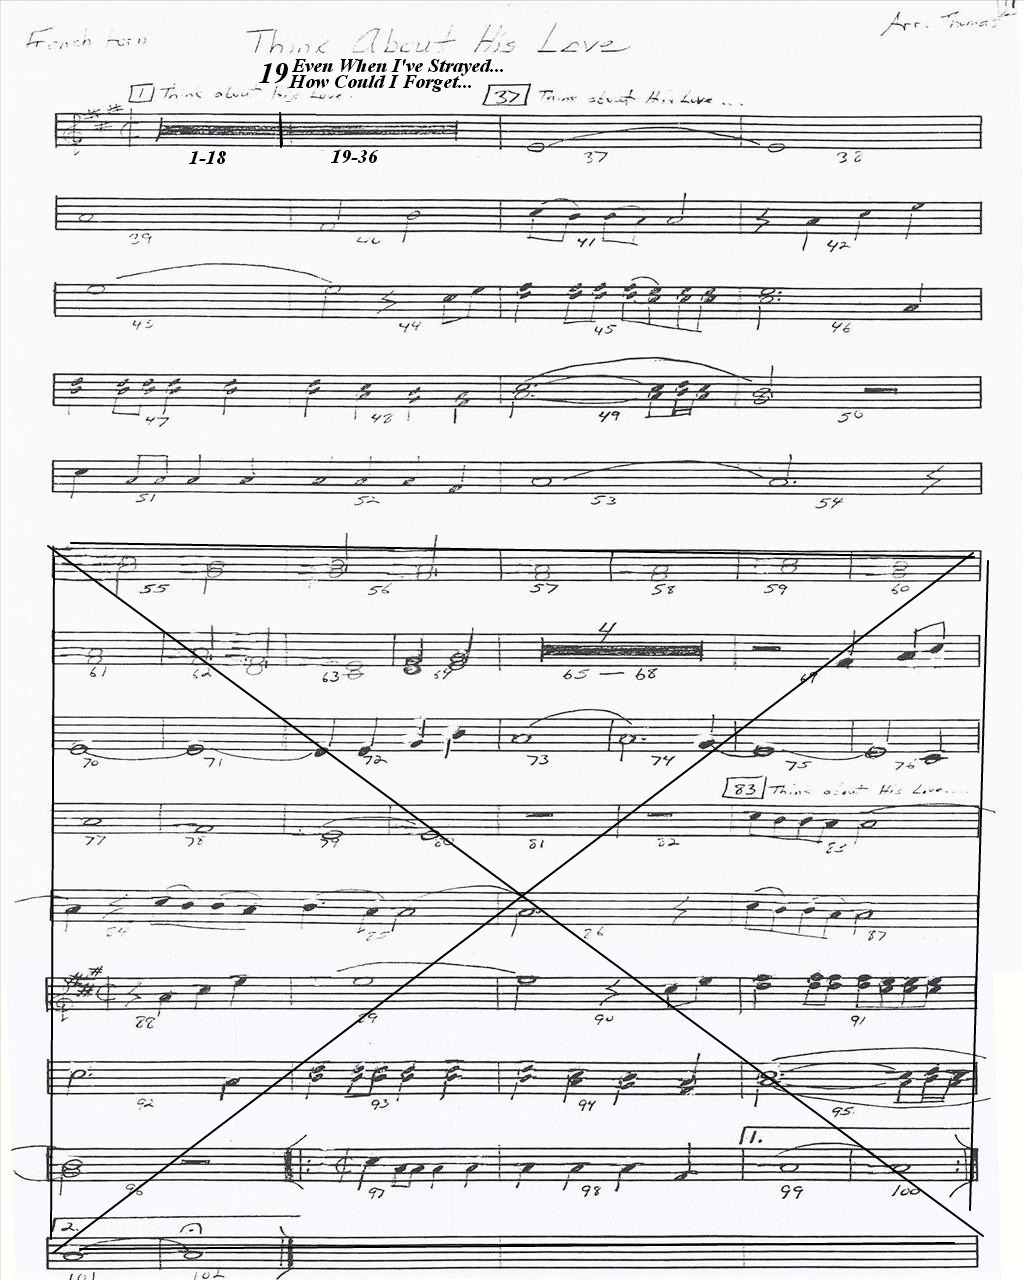 French horn Think About His Love Arr. Thomas
19 Even When I've Strayed...
How Could I Forget...
1 Think about His Love. 37 Think about His Love...
1-18 19-36 37 38
39 40 41 42
43 44 45 46
47 48 49 50
51 52 53 54
55 56 57 58 59 60
4
61 62 63 64 65 — 68 69
70 71 72 73 74 75 76
83 Think about His Love...
77 78 79 80 81 82 83
84 85 86 87
88 89 90 91
92 93 94 95
1.
96 97 98 99 100
2.
101 102